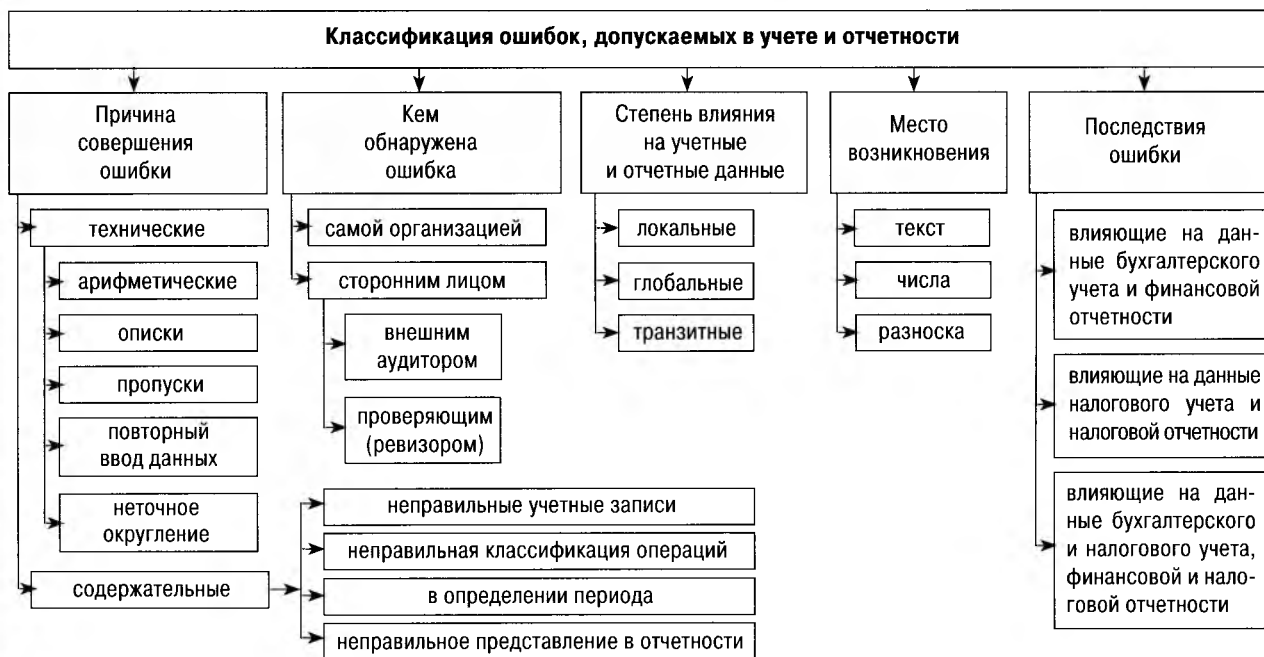 Классификация ошибок, допускаемых в учете и отчетности
Причина
совершения
ошибки
технические
арифметические
описки
пропуски
повторный
ввод данных
неточное
округление
содержательные
неправильные учетные записи
неправильная классификация операций
в определении периода
неправильное представление в отчетности
Кем
обнаружена
ошибка
самой организацией
сторонним лицом
внешним
аудитором
проверяющим
(ревизором)
Степень влияния
на учетные
и отчетные данные
локальные
глобальные
транзитные
Место
возникновения
текст
числа
разноска
Последствия
ошибки
влияющие на дан-
ные бухгалтерского
учета и финансовой
отчетности
влияющие на данные
налогового учета и
налоговой отчетности
влияющие на дан-
ные бухгалтерского
и налогового учета,
финансовой и нало-
говой отчетности